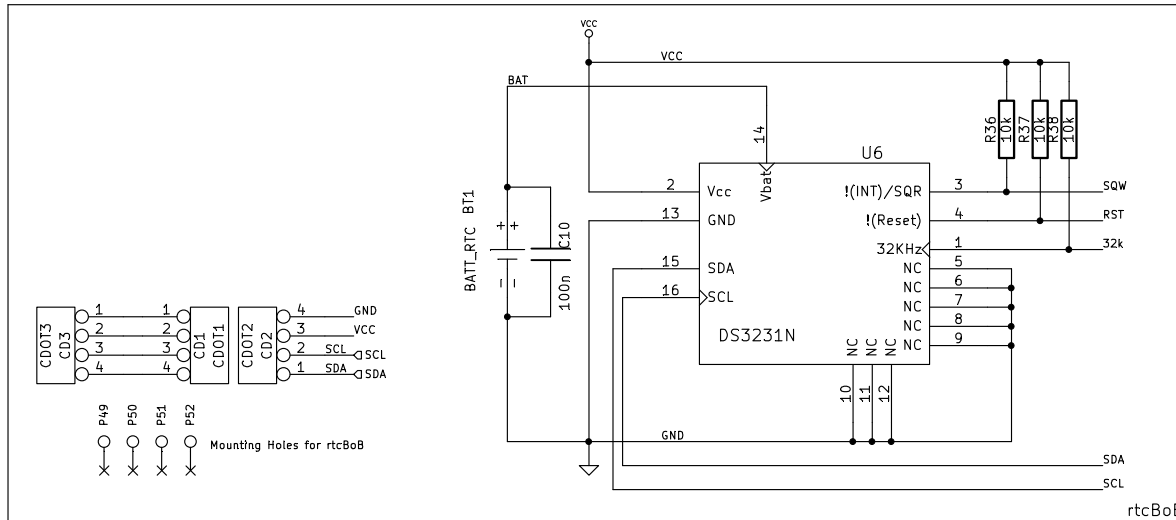 VCC
VCC
BAT
14
R36
10k
R37
10k
R38
10k
U6
Vbat
2
Vcc
!(INT)/SQR
3
SQW
13
GND
!(Reset)
4
RST
32KHz
1
32k
15
SDA
NC
5
16
SCL
NC
6
NC
7
NC
8
NC
9
DS3231N
NC
NC
NC
10
11
12
BATT_RTC BT1
C10
100n
GND
SDA
SCL
CDOT3
CD3
1
2
3
4
1
2
3
4
CD1
CDOT1
CDOT2
CD2
4
GND
3
VCC
2
SCL
SCL
1
SDA
SDA
P49
P50
P51
P52
Mounting Holes for rtcBoB
rtcBoB